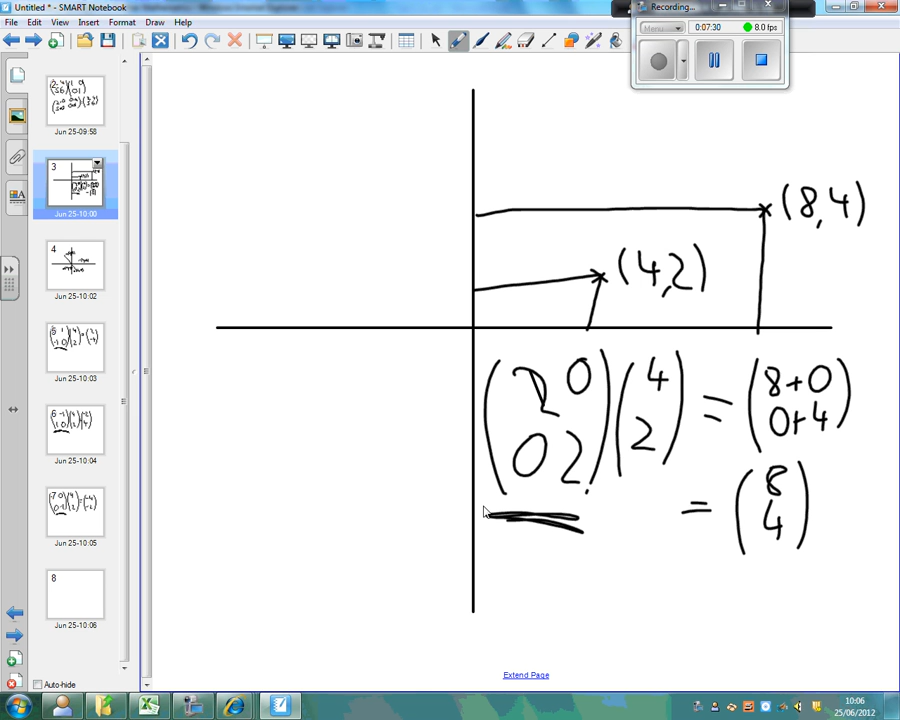 Untitled * - SMART Notebook
Recording...
File Edit View Insert Format Draw Help
Menu
0:07:30
8.0 fps
Jun 25-09:58
3
Jun 25-10:00
4
Jun 25-10:02
Jun 25-10:03
Jun 25-10:04
Jun 25-10:05
8
Jun 25-10:06
Auto-hide
(8,4)
(4,2)
(2 0) (4) = (8+0)
(0 2) (2) (0+4)
= (8)
(4)
Extend Page
10:06
25/06/2012